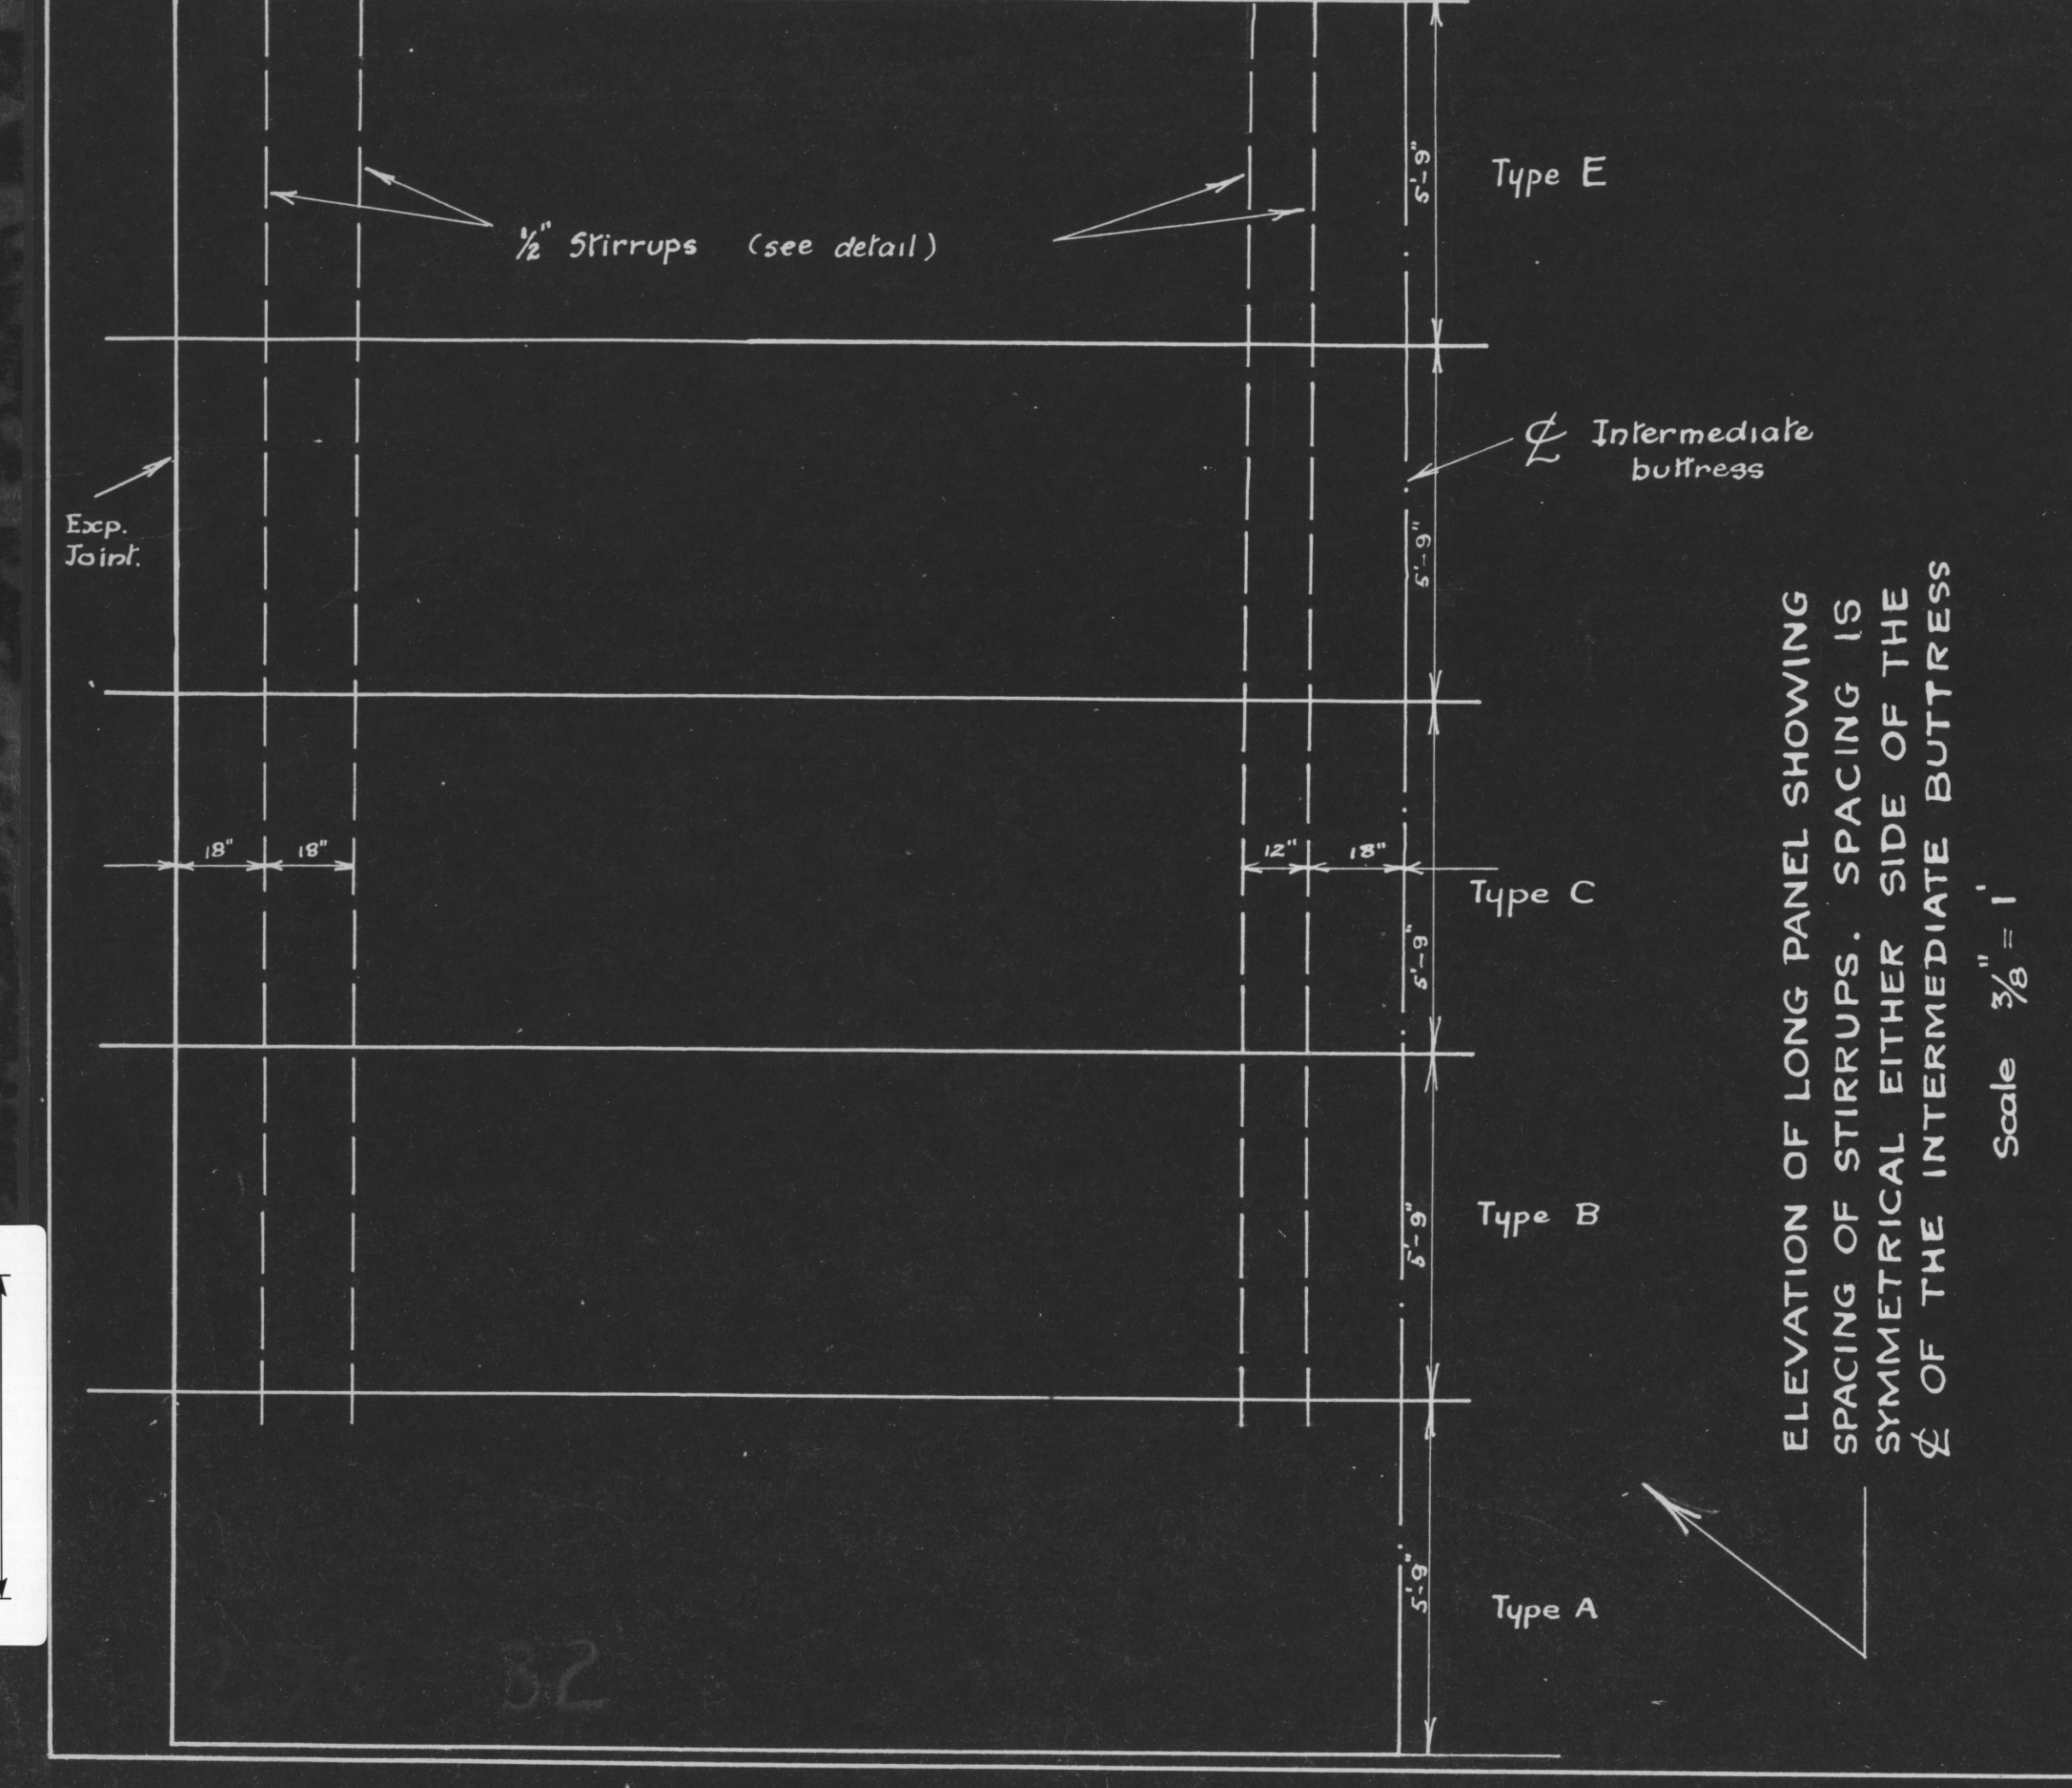 5'-9"
Type E
½" Stirrups (see detail)
℄ Intermediate
buttress
Exp.
Joint.
5'-9"
18"
18"
12"
18"
Type C
5'-9"
5'-9"
Type B
5'-9"
Type A
32
ELEVATION OF LONG PANEL SHOWING
SPACING OF STIRRUPS. SPACING IS
SYMMETRICAL EITHER SIDE OF THE
℄ OF THE INTERMEDIATE BUTTRESS
Scale 3/8" = 1'